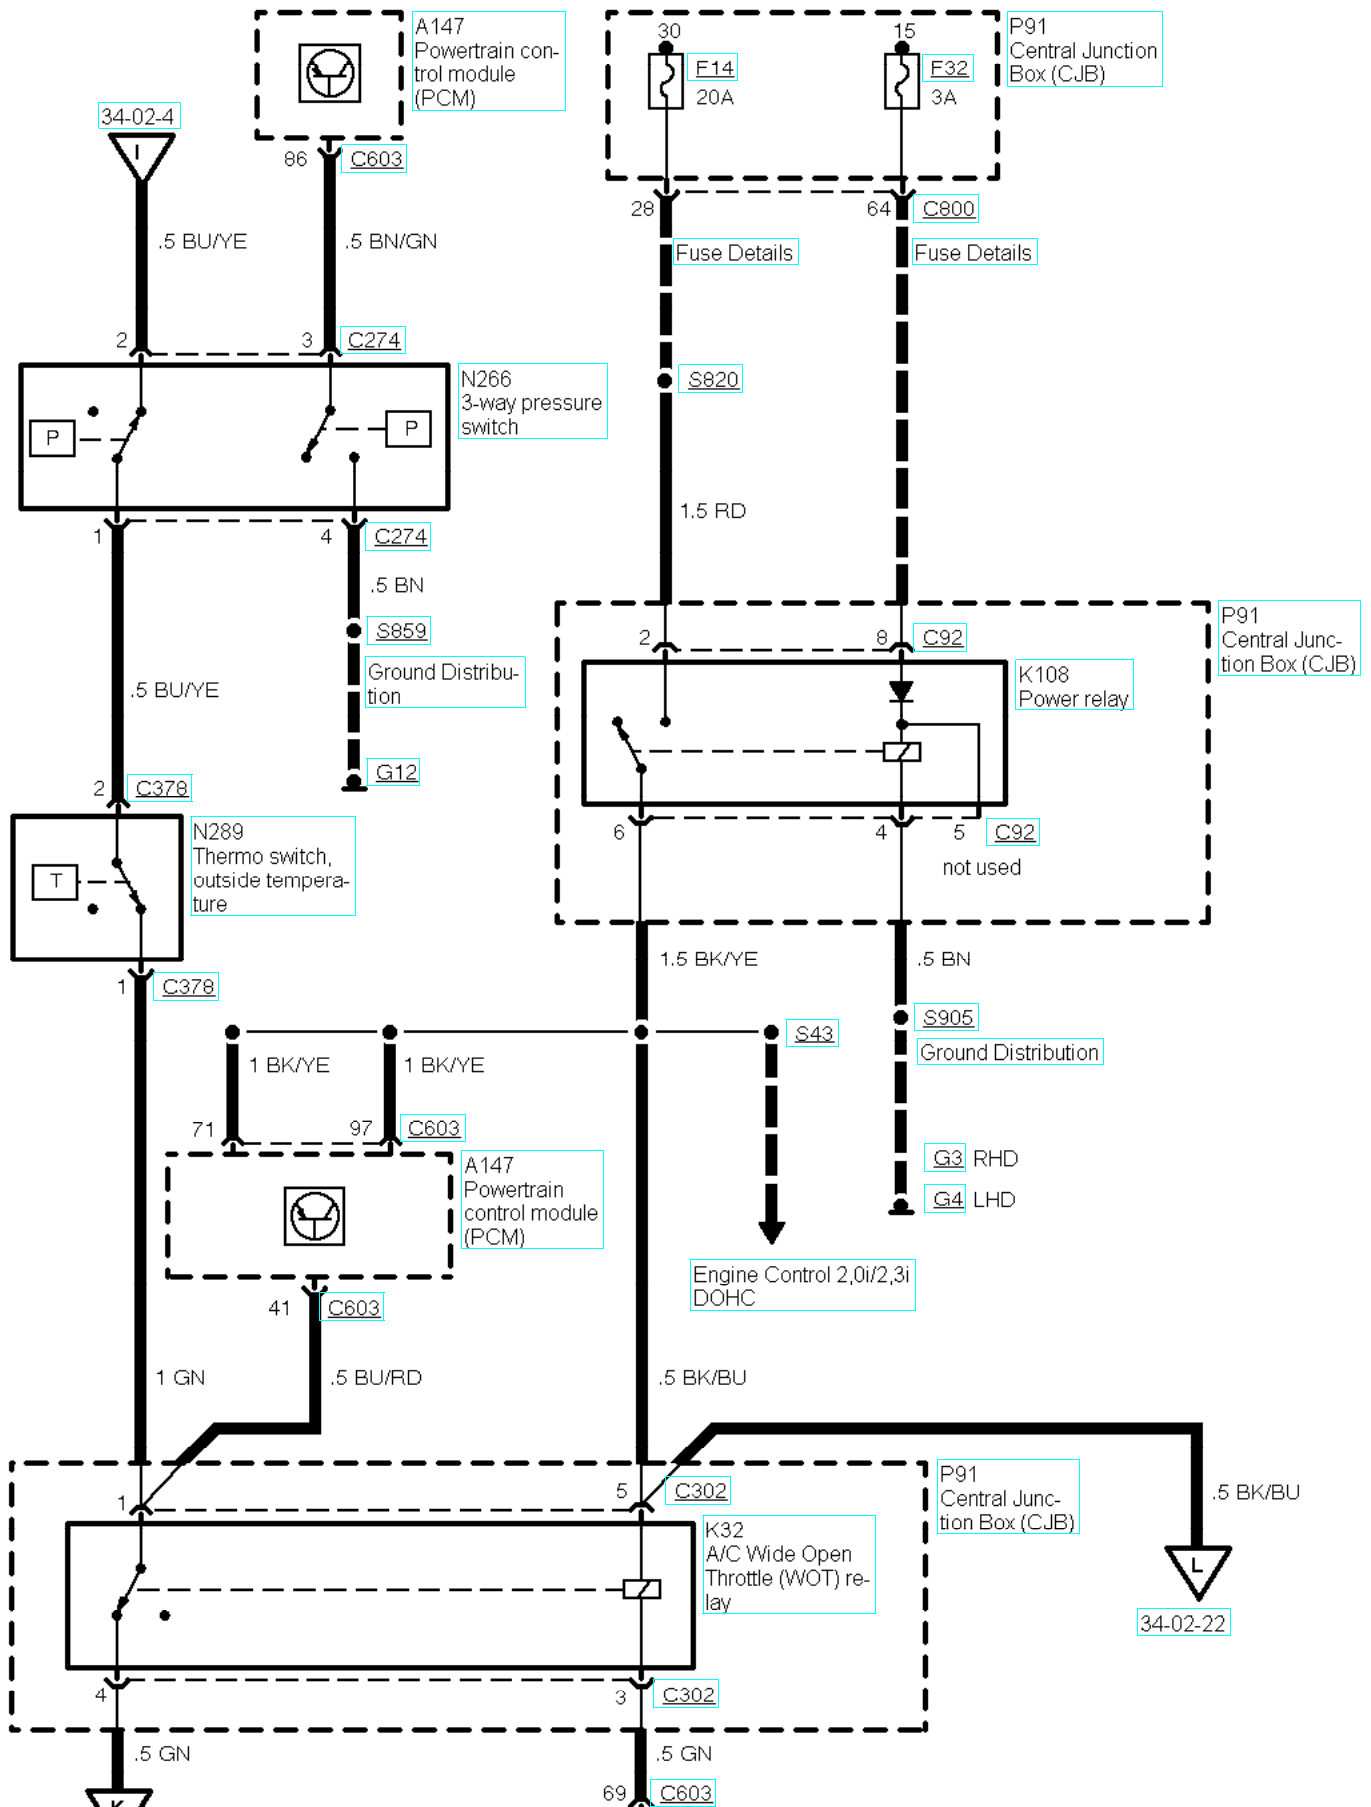 A147
Powertrain con-
trol module
(PCM)
30
15
P91
Central Junction
Box (CJB)
F14
20A
F32
3A
34-02-4
I
86
C603
28
64
C800
.5 BU/YE
.5 BN/GN
Fuse Details
Fuse Details
2
3
C274
N266
3-way pressure
switch
S820
P
P
1.5 RD
1
4
C274
.5 BN
S859
Ground Distribu-
tion
.5 BU/YE
G12
2
8
C92
P91
Central Junc-
tion Box (CJB)
K108
Power relay
2
C378
N289
Thermo switch,
outside tempera-
ture
T
6
4
5
C92
not used
1
C378
1.5 BK/YE
.5 BN
S905
Ground Distribution
S43
1 BK/YE
1 BK/YE
71
97
C603
A147
Powertrain
control module
(PCM)
G3 RHD
G4 LHD
Engine Control 2,0i/2,3i
DOHC
41
C603
1 GN
.5 BU/RD
.5 BK/BU
1
5
C302
P91
Central Junc-
tion Box (CJB)
.5 BK/BU
K32
A/C Wide Open
Throttle (WOT) re-
lay
L
34-02-22
4
3
C302
.5 GN
.5 GN
69
C603